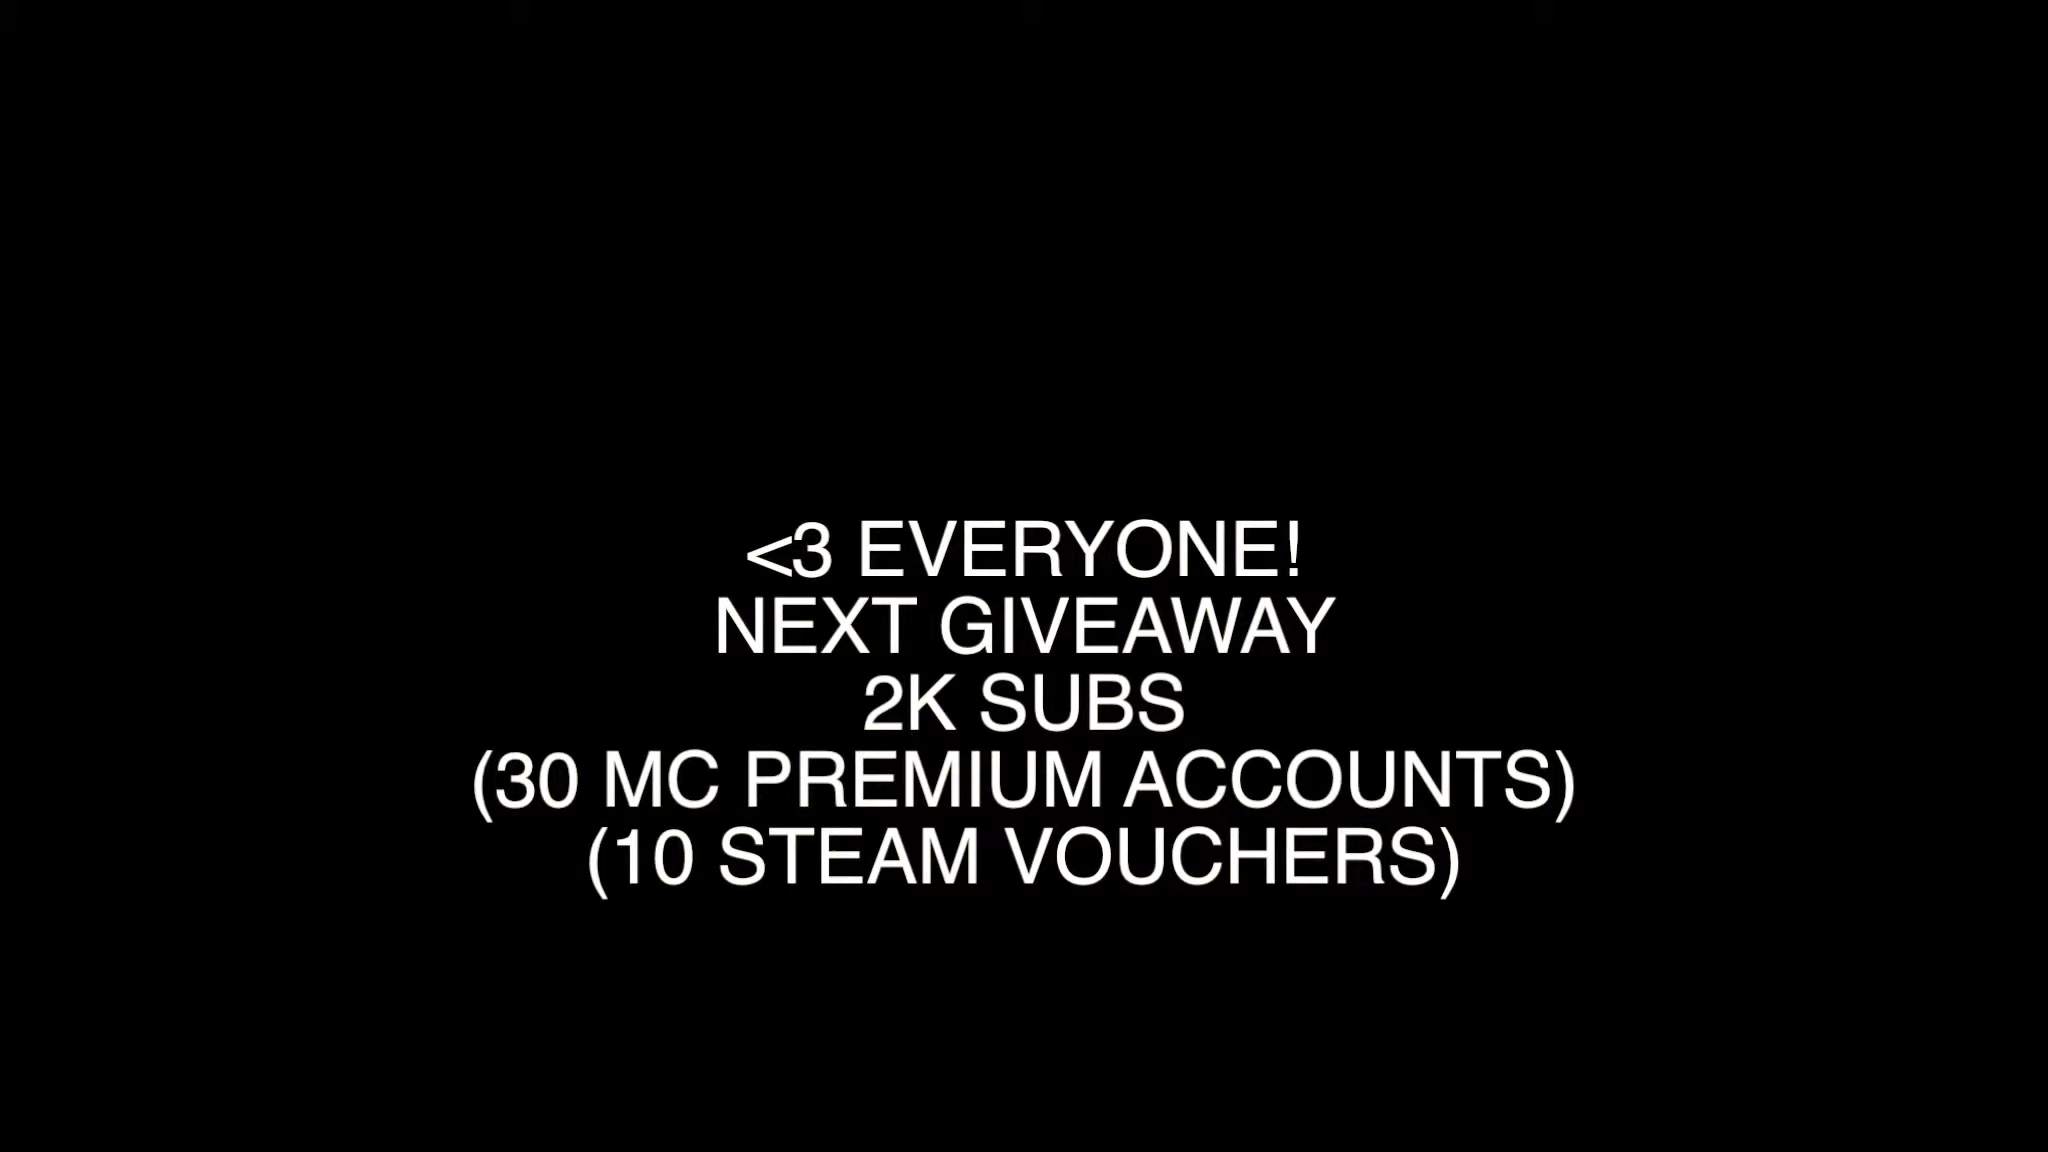 <3 EVERYONE!
NEXT GIVEAWAY
2K SUBS
(30 MC PREMIUM ACCOUNTS)
(10 STEAM VOUCHERS)